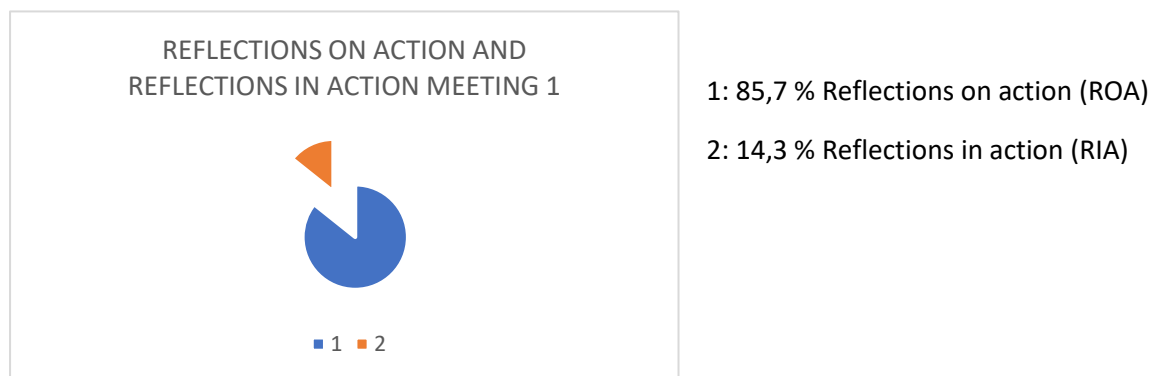 REFLECTIONS ON ACTION AND
REFLECTIONS IN ACTION MEETING 1
1 2
1: 85,7 % Reflections on action (ROA)
2: 14,3 % Reflections in action (RIA)